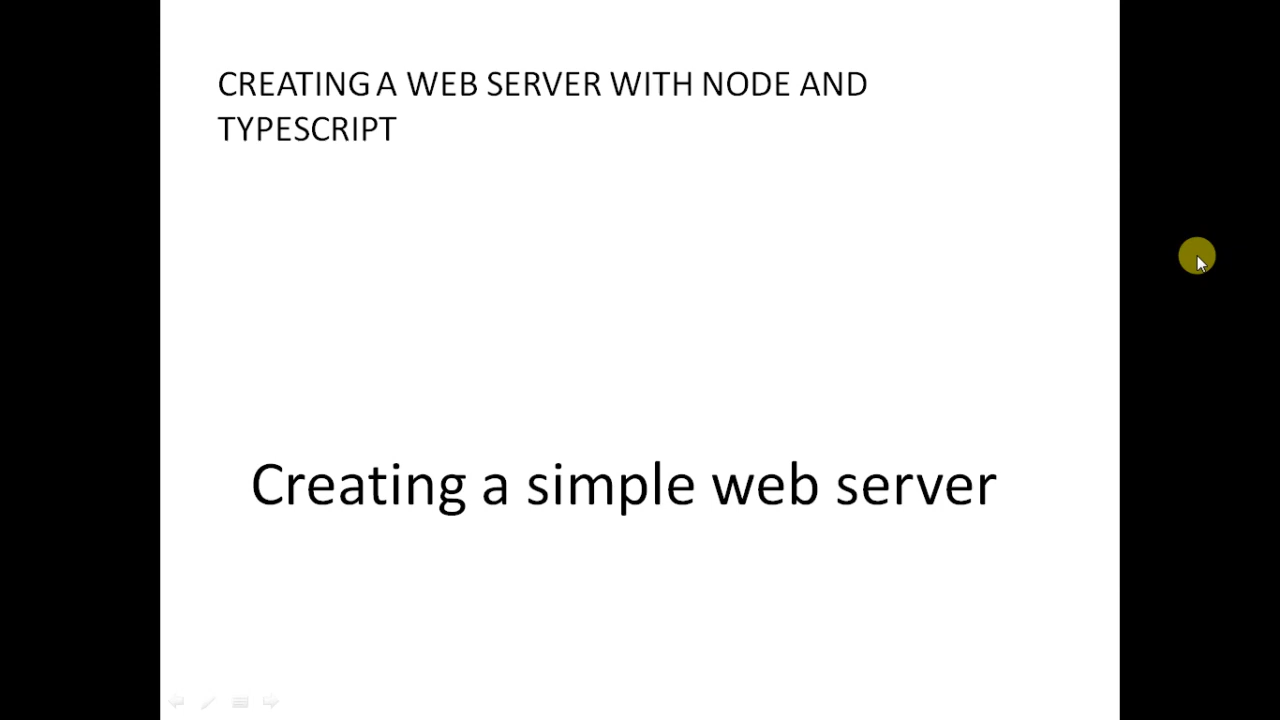 CREATING A WEB SERVER WITH NODE AND
TYPESCRIPT
Creating a simple web server